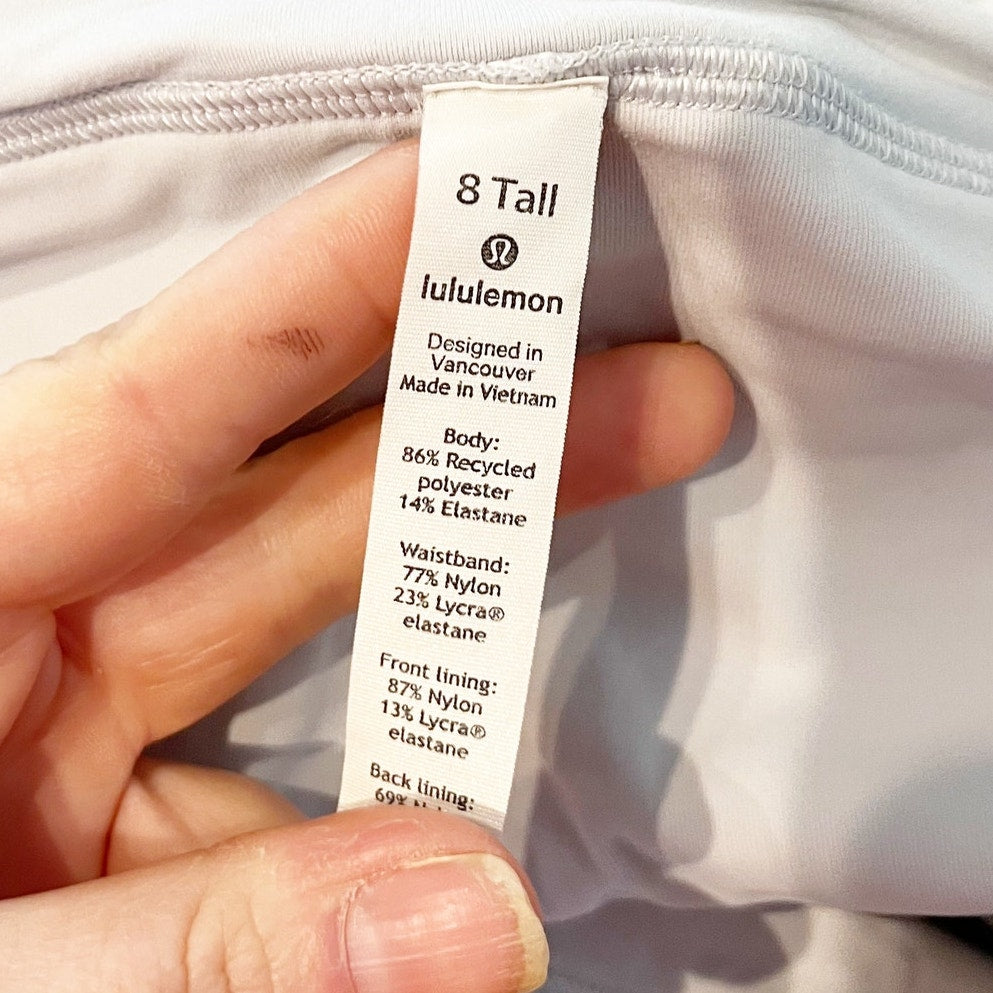 8 Tall
lululemon
Designed in
Vancouver
Made in Vietnam
Body:
86% Recycled
polyester
14% Elastane
Waistband:
77% Nylon
23% Lycra®
elastane
Front lining:
87% Nylon
13% Lycra®
elastane
Back lining:
69%